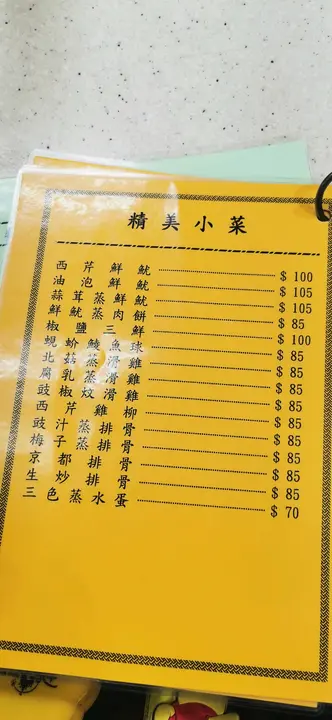 精美小菜
西芹鮮魷 $ 100
油泡鮮魷 $ 105
蒜茸蒸鮮魷 $ 105
鮮魷蒸肉餅 $ 85
椒鹽三鮮 $ 100
蜆蚧鯪魚球 $ 85
北菇蒸滑雞 $ 85
腐乳蒸滑雞 $ 85
豉椒炆滑雞 $ 85
西芹雞柳 $ 85
豉汁蒸排骨 $ 85
梅子蒸排骨 $ 85
京都排骨 $ 85
生炒排骨 $ 85
三色蒸水蛋 $ 70